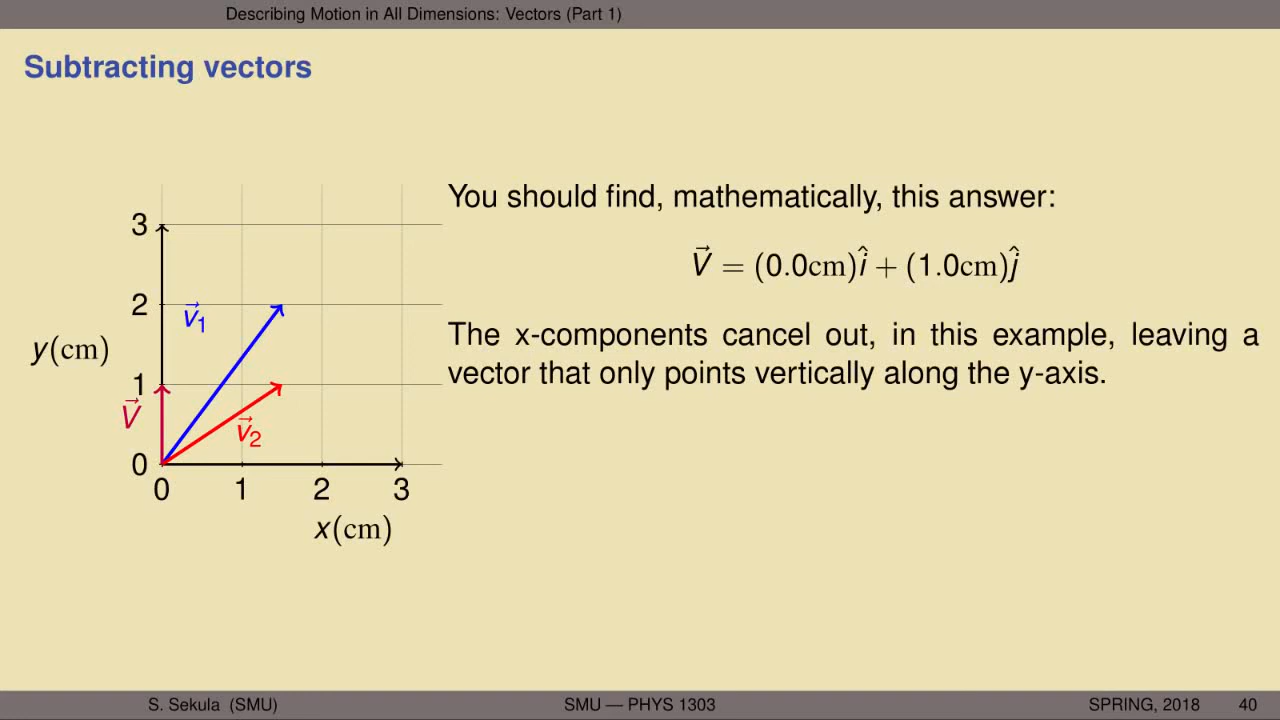 Describing Motion in All Dimensions: Vectors (Part 1)
Subtracting vectors
3
2
1
0
y(cm)
0 1 2 3
x(cm)
v⃗₁
v⃗₂
V⃗
You should find, mathematically, this answer:
V⃗ = (0.0cm)î + (1.0cm)ĵ
The x-components cancel out, in this example, leaving a
vector that only points vertically along the y-axis.
S. Sekula (SMU) SMU — PHYS 1303 SPRING, 2018 40